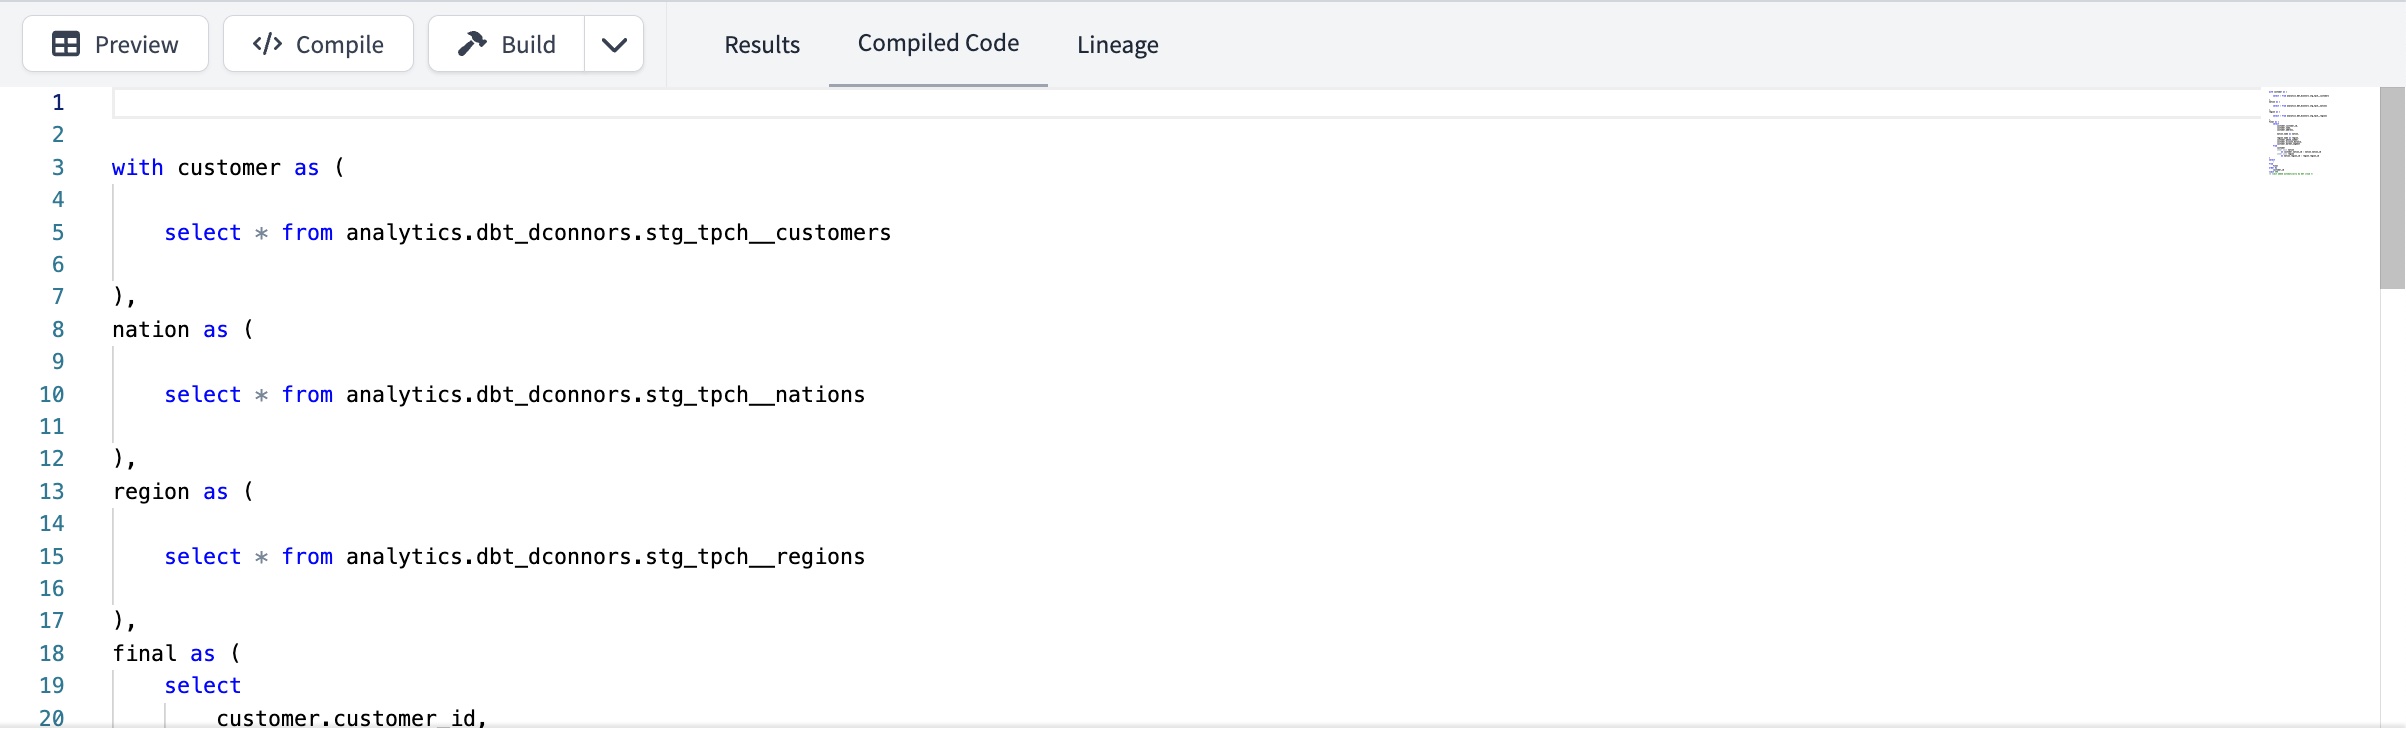 Preview </> Compile Build Results Compiled Code Lineage
1
2
3 with customer as (
4
5     select * from analytics.dbt_dconnors.stg_tpch__customers
6
7 ),
8 nation as (
9
10     select * from analytics.dbt_dconnors.stg_tpch__nations
11
12 ),
13 region as (
14
15     select * from analytics.dbt_dconnors.stg_tpch__regions
16
17 ),
18 final as (
19     select
20         customer.customer_id,